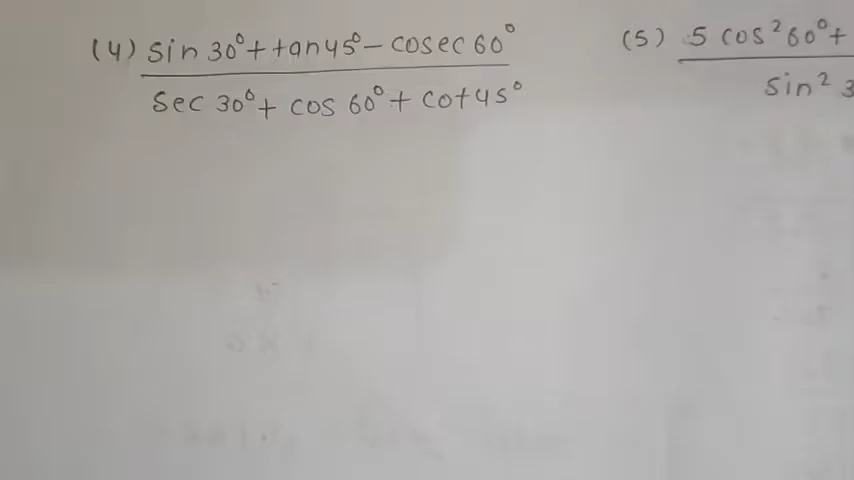 (4) sin 30° + tan 45° - cosec 60°
sec 30° + cos 60° + cot 45°
(5) 5 cos² 60° +
sin² 3